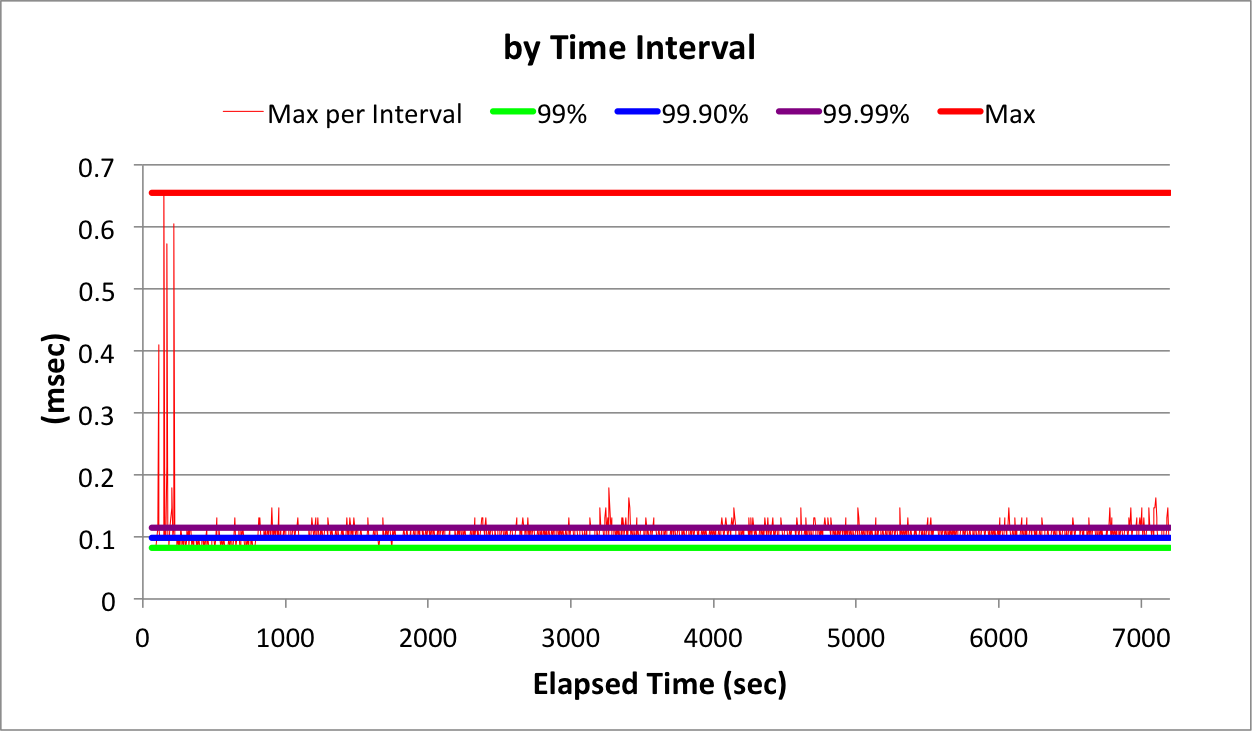 by Time Interval
Max per Interval 99% 99.90% 99.99% Max
0.7
0.6
0.5
0.4
0.3
0.2
0.1
0
(msec)
0 1000 2000 3000 4000 5000 6000 7000
Elapsed Time (sec)